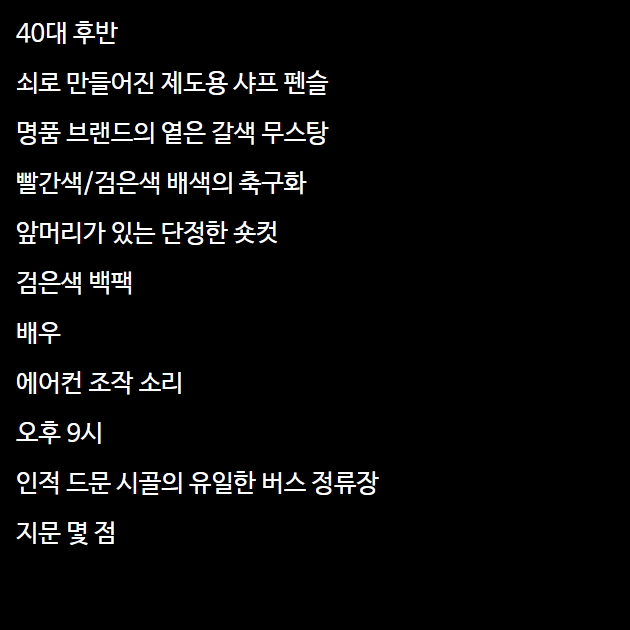 40대 후반
쇠로 만들어진 제도용 샤프 펜슬
명품 브랜드의 옅은 갈색 무스탕
빨간색/검은색 배색의 축구화
앞머리가 있는 단정한 숏컷
검은색 백팩
배우
에어컨 조작 소리
오후 9시
인적 드문 시골의 유일한 버스 정류장
지문 몇 점